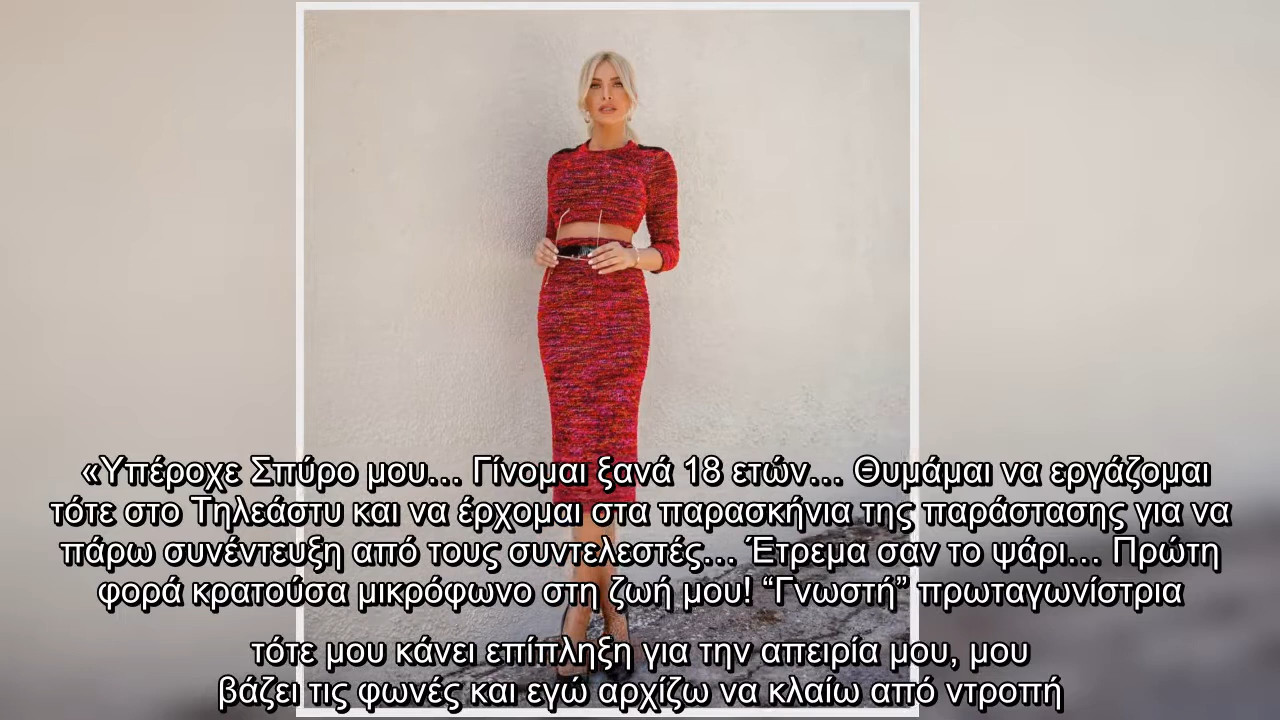 «Υπέροχε Σπύρο μου… Γίνομαι ξανά 18 ετών… Θυμάμαι να εργάζομαι
τότε στο Τηλεάστυ και να έρχομαι στα παρασκήνια της παράστασης για να
πάρω συνέντευξη από τους συντελεστές… Έτρεμα σαν το ψάρι… Πρώτη
φορά κρατούσα μικρόφωνο στη ζωή μου! “Γνωστή” πρωταγωνίστρια
τότε μου κάνει επίπληξη για την απειρία μου, μου
βάζει τις φωνές και εγώ αρχίζω να κλαίω από ντροπή